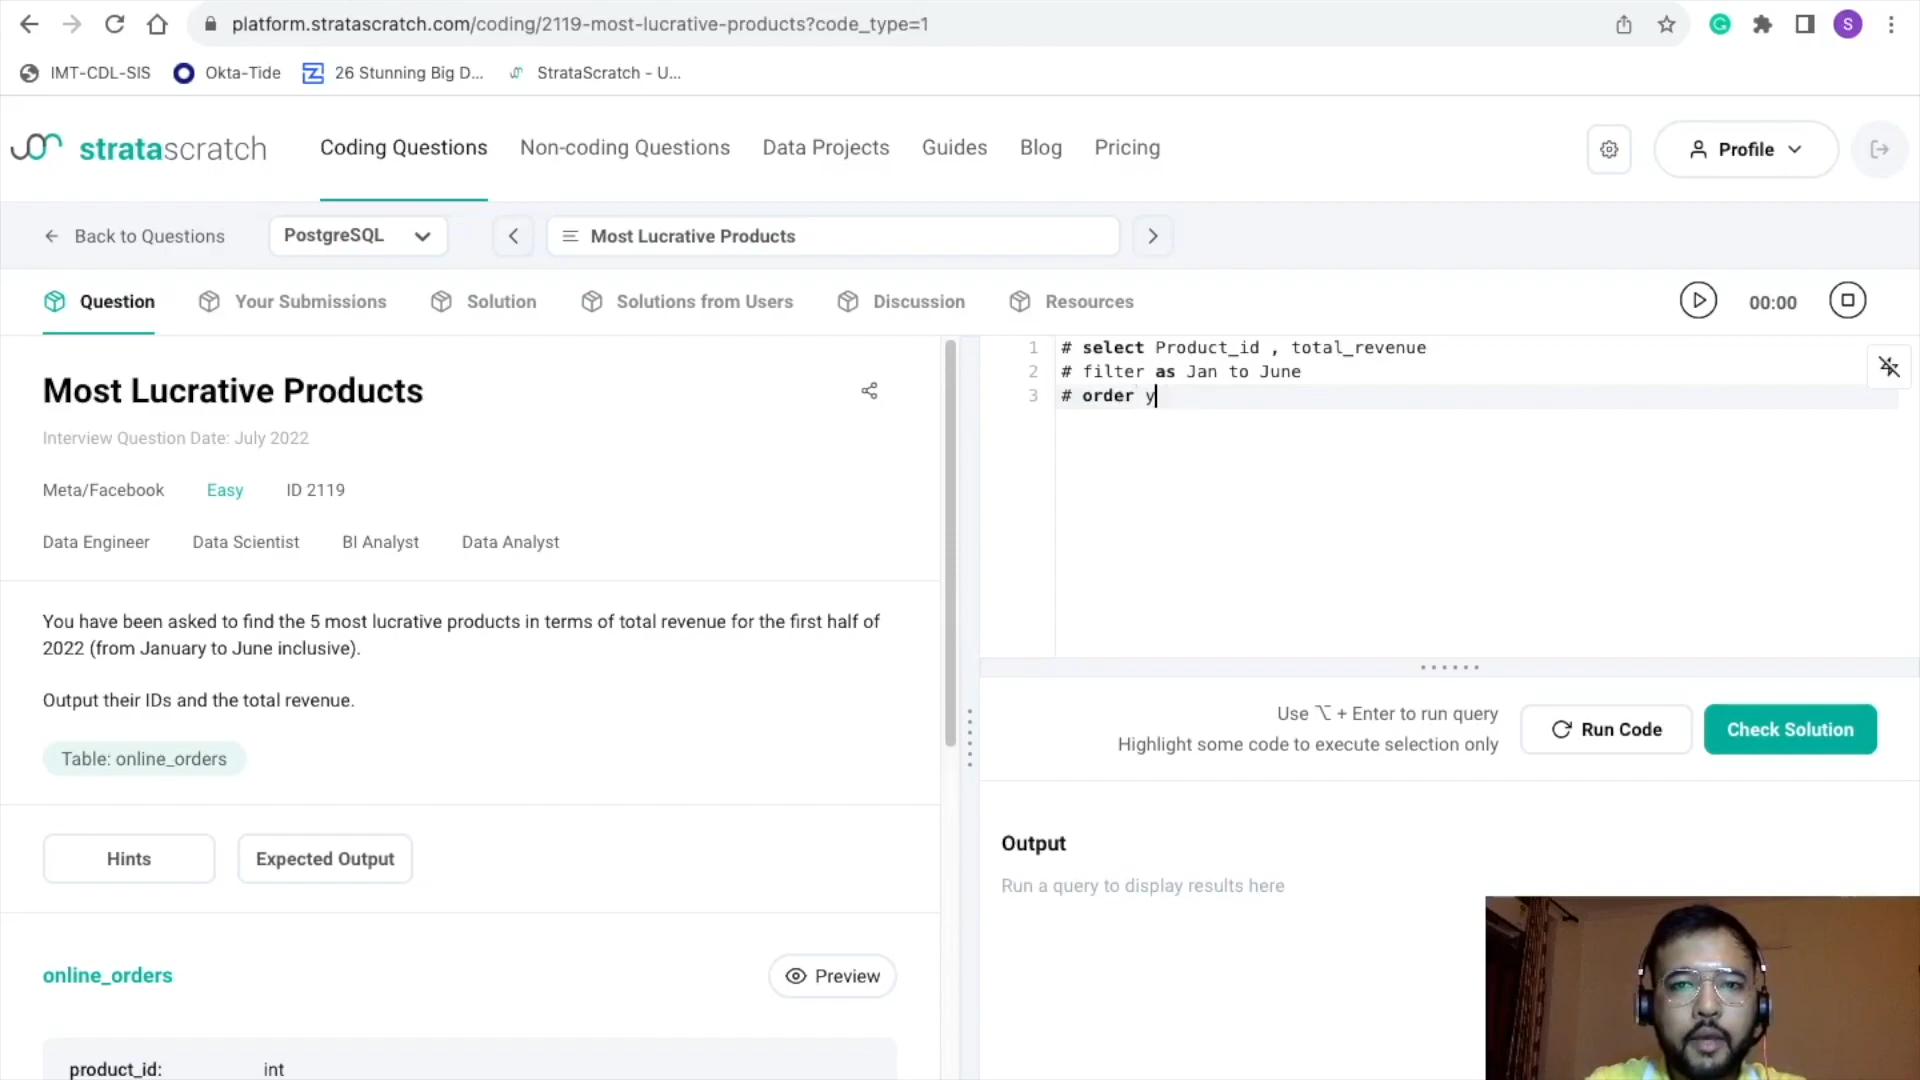 platform.stratascratch.com/coding/2119-most-lucrative-products?code_type=1
S
IMT-CDL-SIS
Okta-Tide
26 Stunning Big D...
StrataScratch - U...
stratascratch
Coding Questions
Non-coding Questions
Data Projects
Guides
Blog
Pricing
Profile
Back to Questions
PostgreSQL
Most Lucrative Products
Question
Your Submissions
Solution
Solutions from Users
Discussion
Resources
00:00
Most Lucrative Products
Interview Question Date: July 2022
Meta/Facebook
Easy
ID 2119
Data Engineer
Data Scientist
BI Analyst
Data Analyst
You have been asked to find the 5 most lucrative products in terms of total revenue for the first half of
2022 (from January to June inclusive).
Output their IDs and the total revenue.
Table: online_orders
Hints
Expected Output
online_orders
Preview
product_id:
int
1 # select Product_id , total_revenue
2 # filter as Jan to June
3 # order y
Use ⌥ + Enter to run query
Highlight some code to execute selection only
Run Code
Check Solution
Output
Run a query to display results here